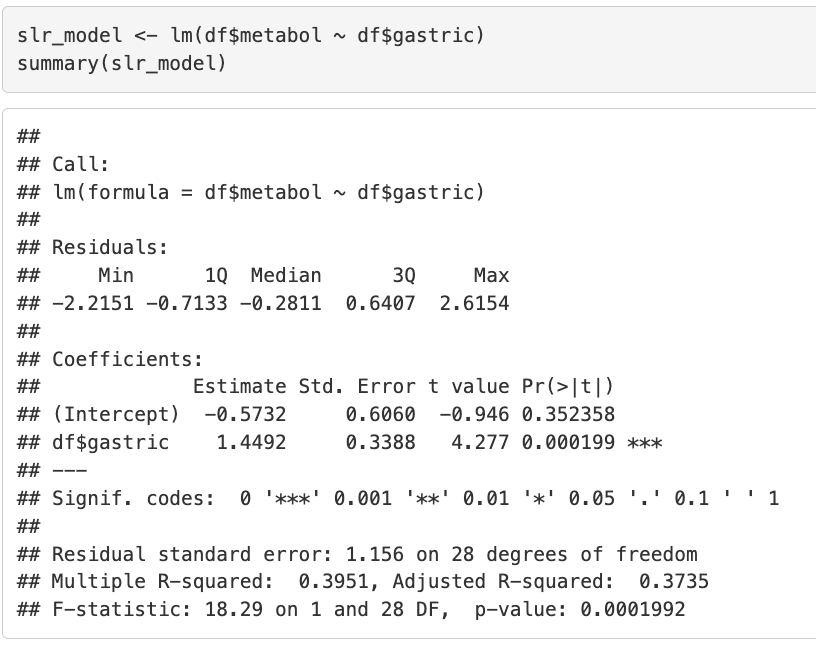 slr_model <- lm(df$metabol ~ df$gastric)
summary(slr_model)
##
## Call:
## lm(formula = df$metabol ~ df$gastric)
##
## Residuals:
##     Min      1Q  Median      3Q     Max
## −2.2151 −0.7133 −0.2811  0.6407  2.6154
##
## Coefficients:
##             Estimate Std. Error t value Pr(>|t|)
## (Intercept)  −0.5732     0.6060  −0.946 0.352358
## df$gastric    1.4492     0.3388   4.277 0.000199 ***
## −−−
## Signif. codes:  0 '***' 0.001 '**' 0.01 '*' 0.05 '.' 0.1 ' ' 1
##
## Residual standard error: 1.156 on 28 degrees of freedom
## Multiple R−squared:  0.3951, Adjusted R−squared:  0.3735
## F−statistic: 18.29 on 1 and 28 DF,  p−value: 0.0001992